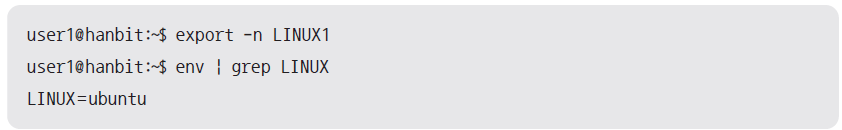 user1@hanbit:~$ export -n LINUX1
user1@hanbit:~$ env | grep LINUX
LINUX=ubuntu